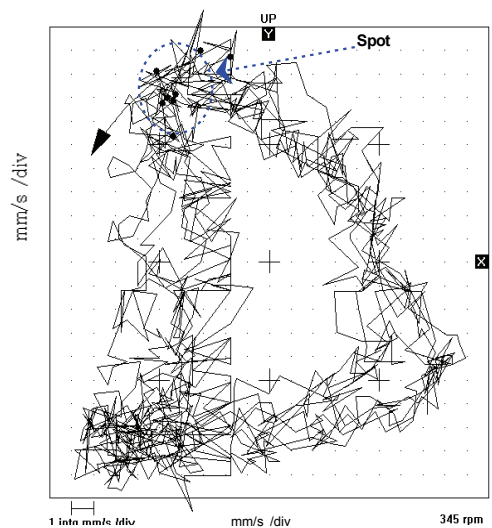 UP
Y
Spot
mm/s /div
X
1 intg mm/s /div
mm/s /div
345 rpm